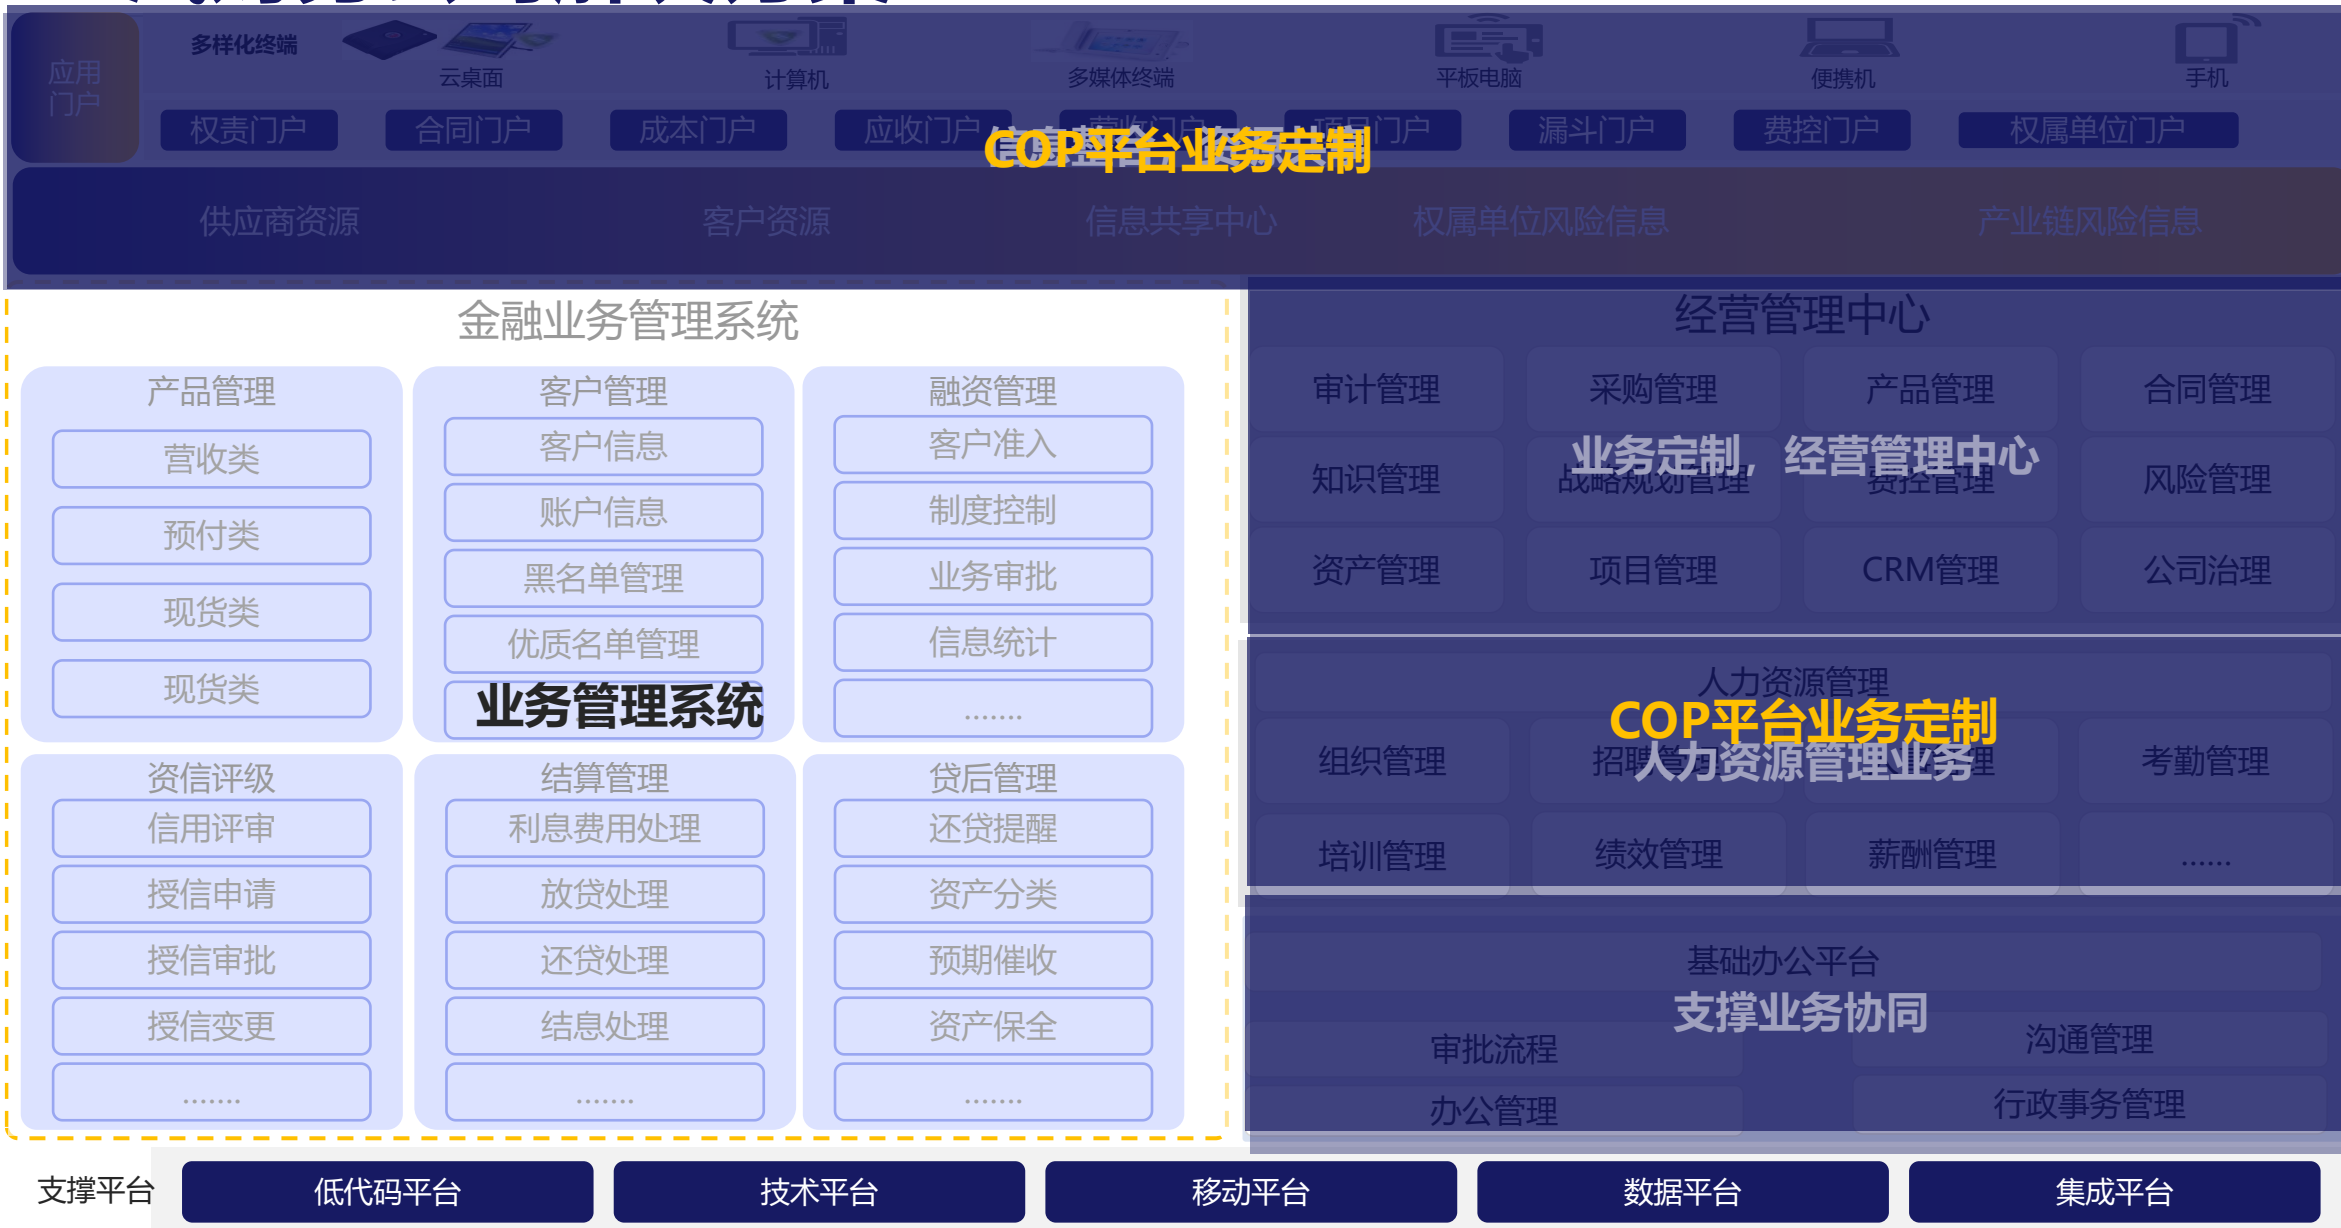 多样化终端
云桌面
计算机
多媒体终端
平板电脑
便携机
手机
应用
门户
权责门户
合同门户
成本门户
应收门户
营收门户
项目门户
漏斗门户
费控门户
权属单位门户
COP平台业务定制
供应商资源
客户资源
信息共享中心
权属单位风险信息
产业链风险信息
金融业务管理系统
产品管理
营收类
预付类
现货类
现货类
客户管理
客户信息
账户信息
黑名单管理
优质名单管理
融资管理
客户准入
制度控制
业务审批
信息统计
.......
业务管理系统
资信评级
信用评审
授信申请
授信审批
授信变更
.......
结算管理
利息费用处理
放贷处理
还贷处理
结息处理
.......
贷后管理
还贷提醒
资产分类
预期催收
资产保全
.......
经营管理中心
审计管理
采购管理
产品管理
合同管理
业务定制，经营管理中心
知识管理
战略规划管理
费控管理
风险管理
资产管理
项目管理
CRM管理
公司治理
人力资源管理
COP平台业务定制
人力资源管理业务
组织管理
招聘管理
考勤管理
培训管理
绩效管理
薪酬管理
......
基础办公平台
支撑业务协同
审批流程
沟通管理
办公管理
行政事务管理
支撑平台
低代码平台
技术平台
移动平台
数据平台
集成平台